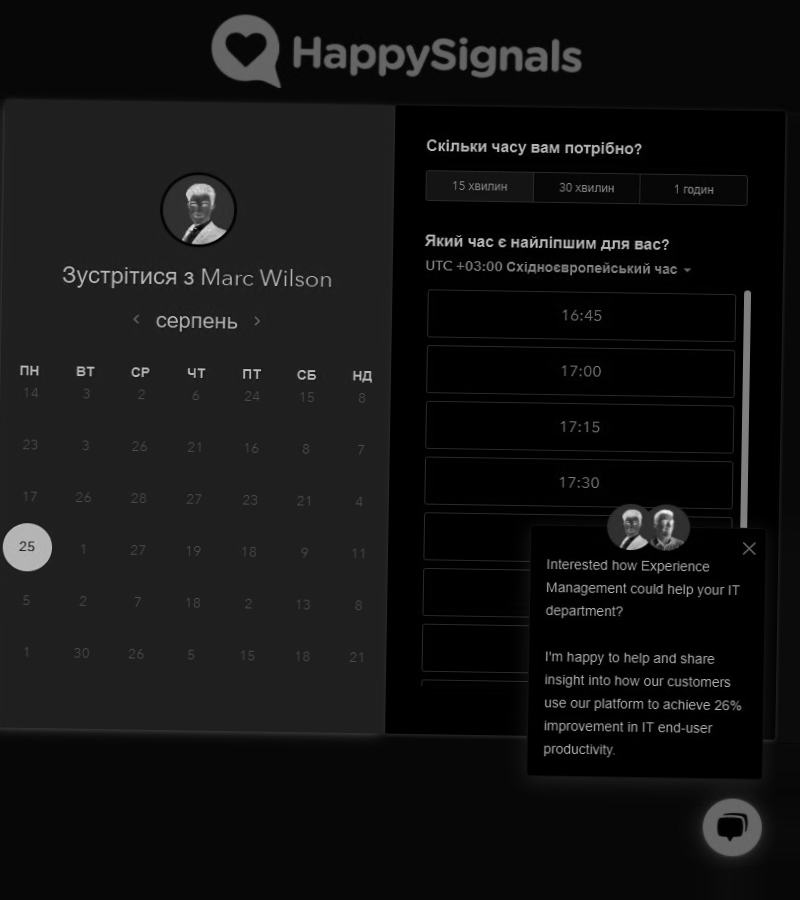 HappySignals
Зустрітися з Marc Wilson
серпень
ПН ВТ СР ЧТ ПТ СБ НД
14 3 2 6 24 15 8
23 3 26 21 16 8 7
17 26 28 27 23 21 4
25 1 27 19 18 9 11
5 2 7 18 2 13 8
1 30 26 5 15 18 21
Скільки часу вам потрібно?
15 хвилин 30 хвилин 1 годин
Який час є найліпшим для вас?
UTC +03:00 Східноєвропейський час
16:45
17:00
17:15
17:30
Interested how Experience
Management could help your IT
department?
I'm happy to help and share
insight into how our customers
use our platform to achieve 26%
improvement in IT end-user
productivity.